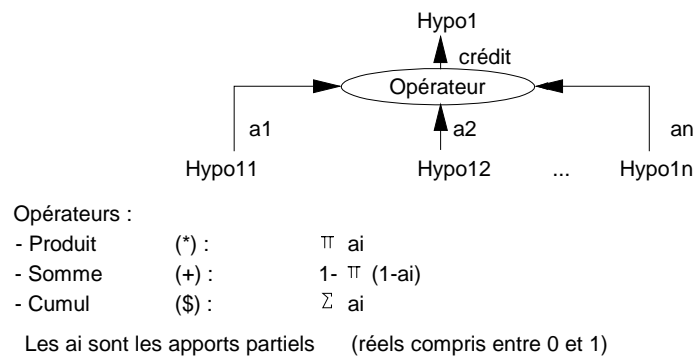 Hypo1
crédit
Opérateur
a1 a2 an
Hypo11 Hypo12 ... Hypo1n
Opérateurs :
- Produit (*) : π ai
- Somme (+) : 1- π (1-ai)
- Cumul ($) : Σ ai
Les ai sont les apports partiels (réels compris entre 0 et 1)